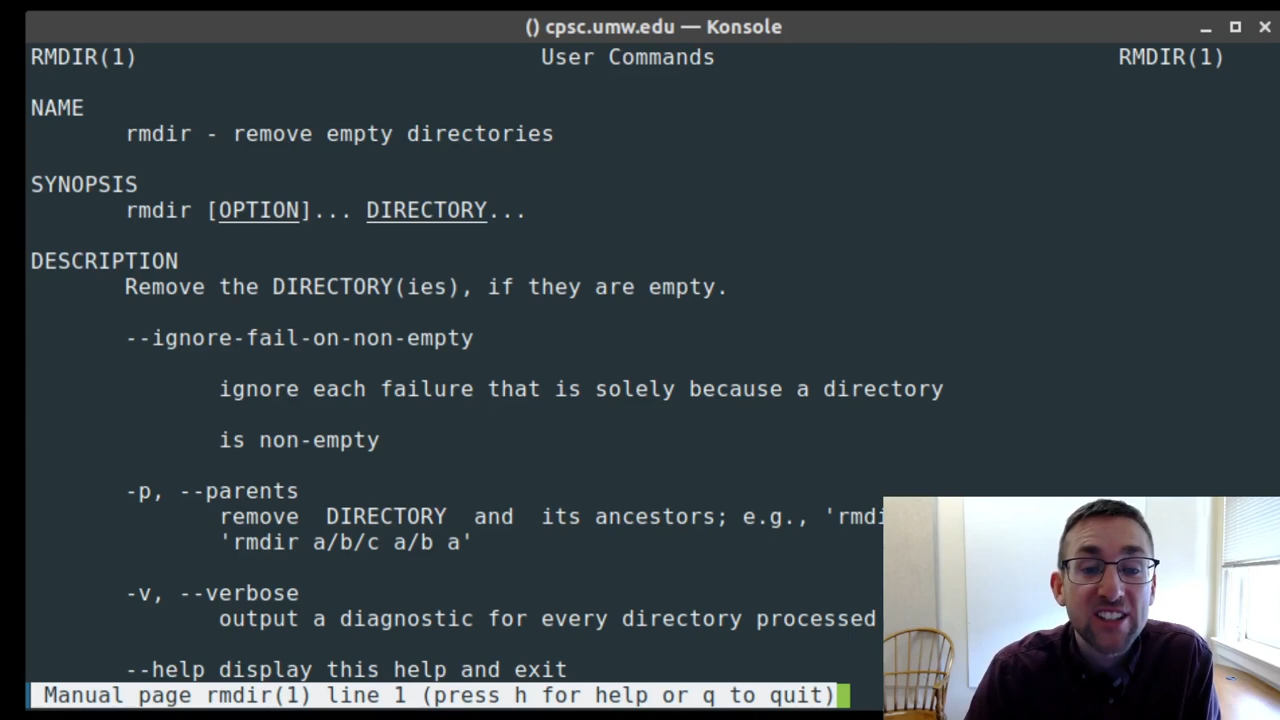 () cpsc.umw.edu — Konsole
RMDIR(1) User Commands RMDIR(1)
NAME
rmdir - remove empty directories
SYNOPSIS
rmdir [OPTION]... DIRECTORY...
DESCRIPTION
Remove the DIRECTORY(ies), if they are empty.
--ignore-fail-on-non-empty
ignore each failure that is solely because a directory
is non-empty
-p, --parents
remove DIRECTORY and its ancestors; e.g., 'rmdi
'rmdir a/b/c a/b a'
-v, --verbose
output a diagnostic for every directory processed
--help display this help and exit
Manual page rmdir(1) line 1 (press h for help or q to quit)